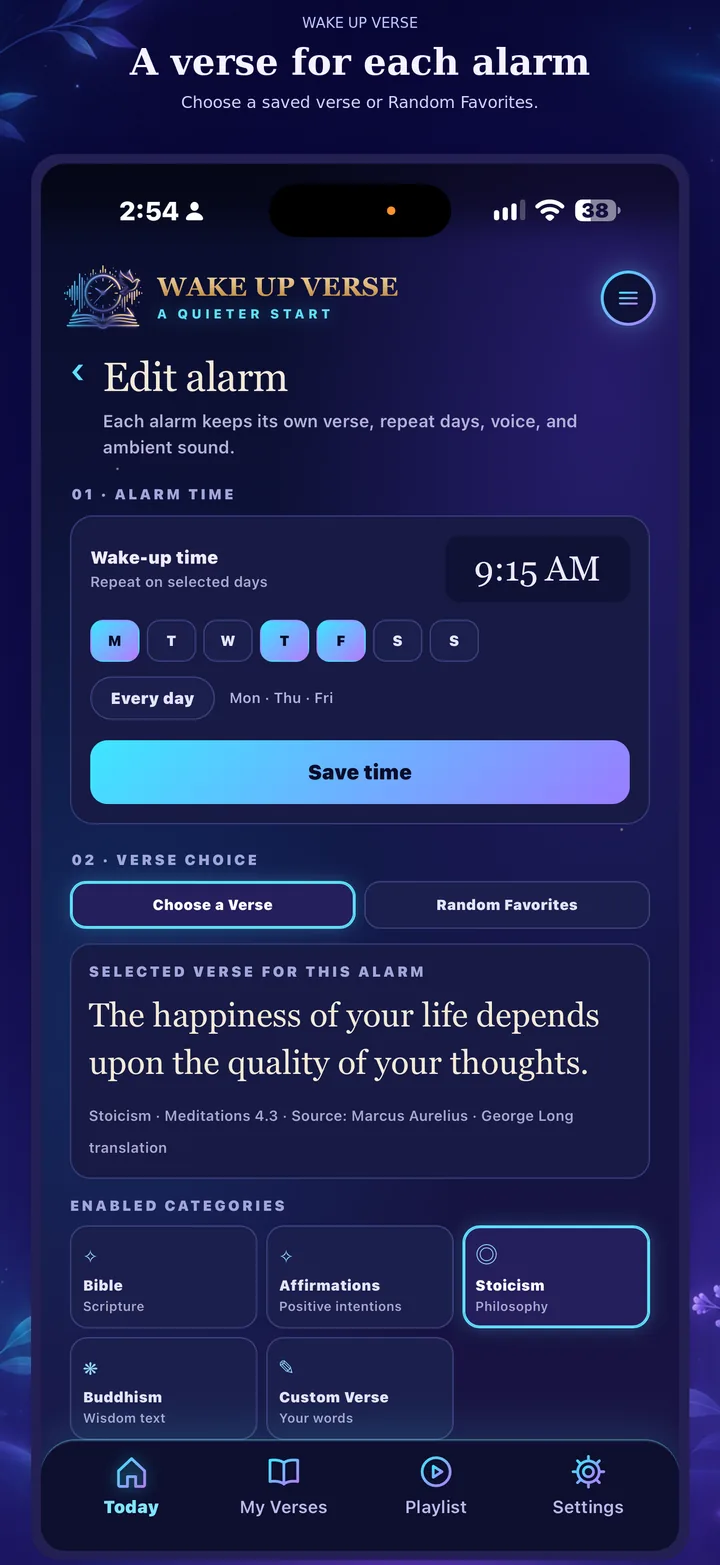 WAKE UP VERSE
A verse for each alarm
Choose a saved verse or Random Favorites.
2:54
38
WAKE UP VERSE
A QUIETER START
Edit alarm
Each alarm keeps its own verse, repeat days, voice, and
ambient sound.
01 · ALARM TIME
Wake-up time
Repeat on selected days
9:15 AM
M T W T F S S
Every day Mon · Thu · Fri
Save time
02 · VERSE CHOICE
Choose a Verse Random Favorites
SELECTED VERSE FOR THIS ALARM
The happiness of your life depends
upon the quality of your thoughts.
Stoicism · Meditations 4.3 · Source: Marcus Aurelius · George Long
translation
ENABLED CATEGORIES
Bible
Scripture
Affirmations
Positive intentions
Stoicism
Philosophy
Buddhism
Wisdom text
Custom Verse
Your words
Today My Verses Playlist Settings